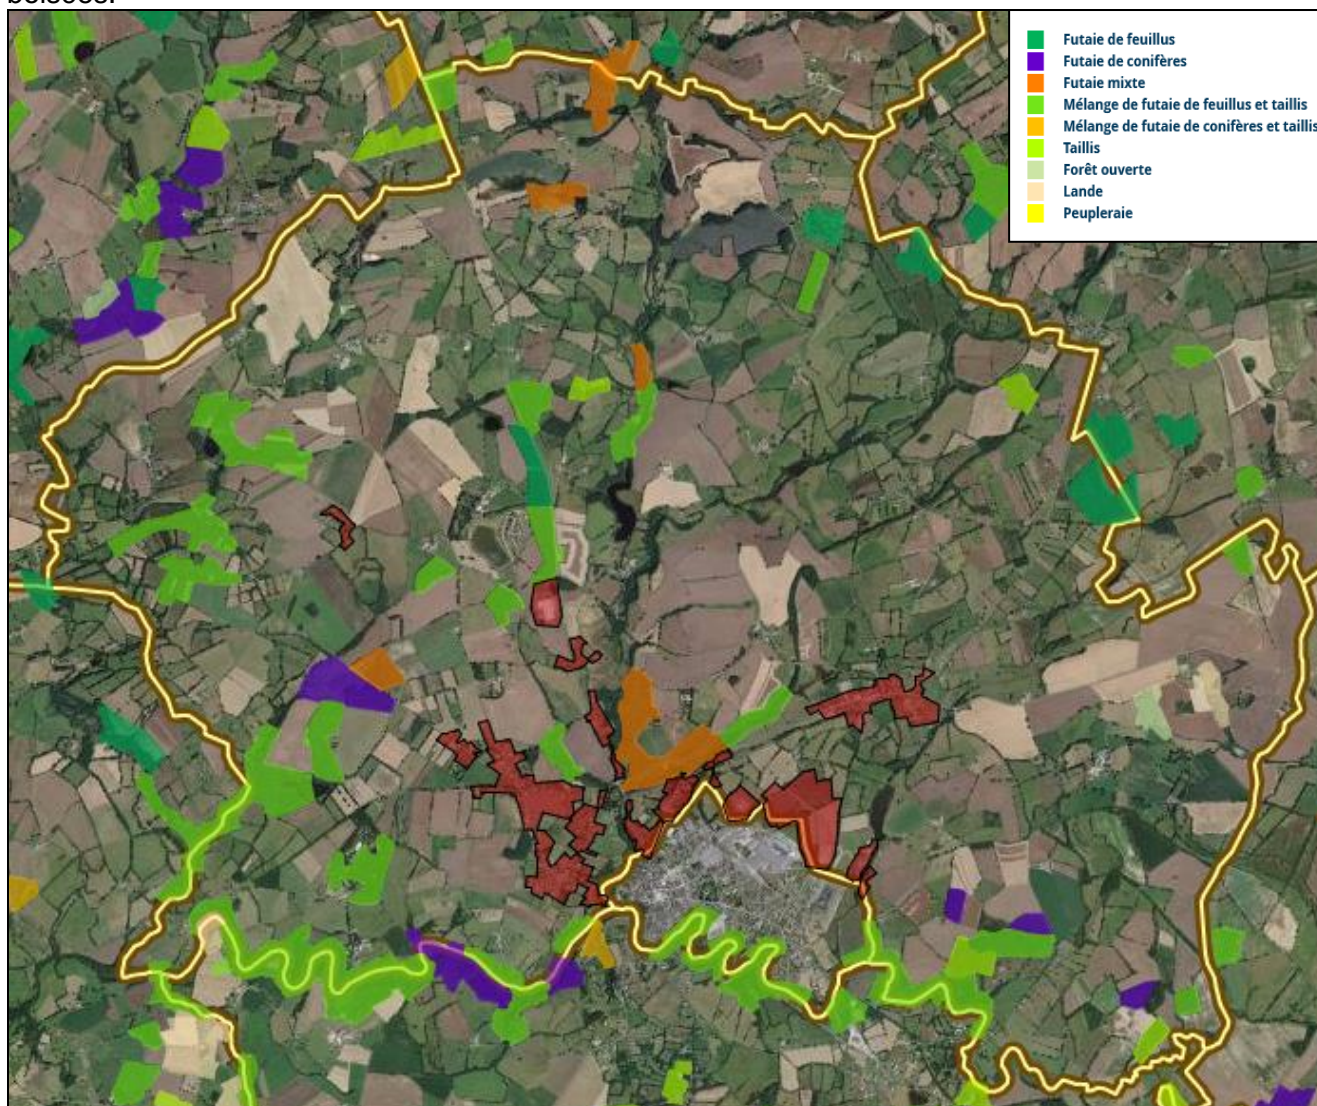 boisées.
Futaie de feuillus
Futaie de conifères
Futaie mixte
Mélange de futaie de feuillus et taillis
Mélange de futaie de conifères et taillis
Taillis
Forêt ouverte
Lande
Peupleraie